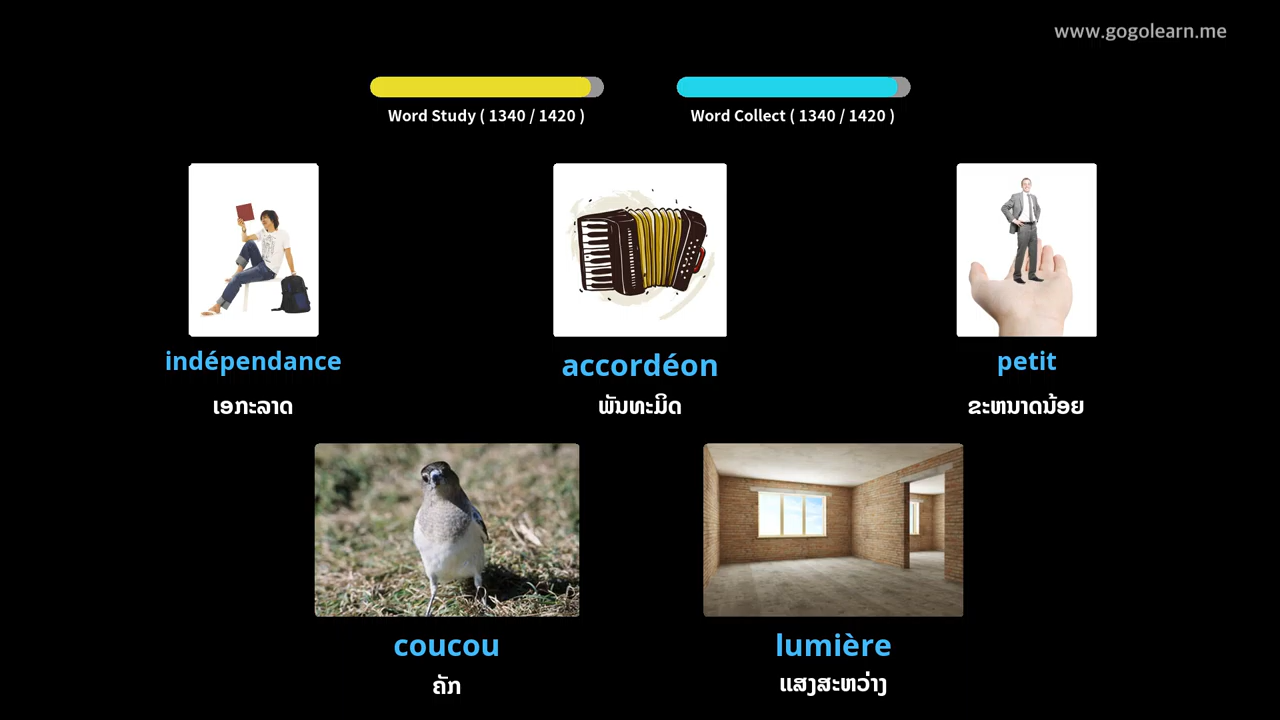 www.gogolearn.me
Word Study ( 1340 / 1420 )
Word Collect ( 1340 / 1420 )
indépendance
accordéon
petit
ເອກະລາດ
ພັນທະມິດ
ຂະຫນາດນ້ອຍ
coucou
lumière
ຄັກ
ແສງສະຫວ່າງ